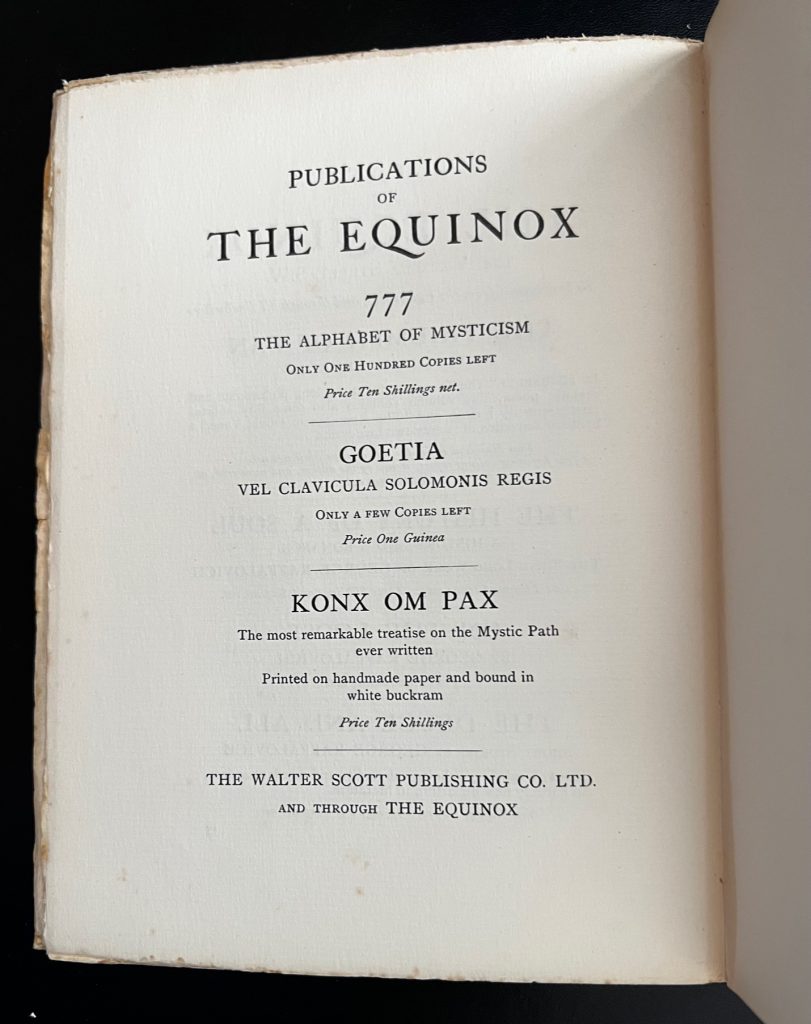 PUBLICATIONS
OF
THE EQUINOX
777
THE ALPHABET OF MYSTICISM
ONLY ONE HUNDRED COPIES LEFT
Price Ten Shillings net.
GOETIA
VEL CLAVICULA SOLOMONIS REGIS
ONLY A FEW COPIES LEFT
Price One Guinea
KONX OM PAX
The most remarkable treatise on the Mystic Path
ever written
Printed on handmade paper and bound in
white buckram
Price Ten Shillings
THE WALTER SCOTT PUBLISHING CO. LTD.
AND THROUGH THE EQUINOX